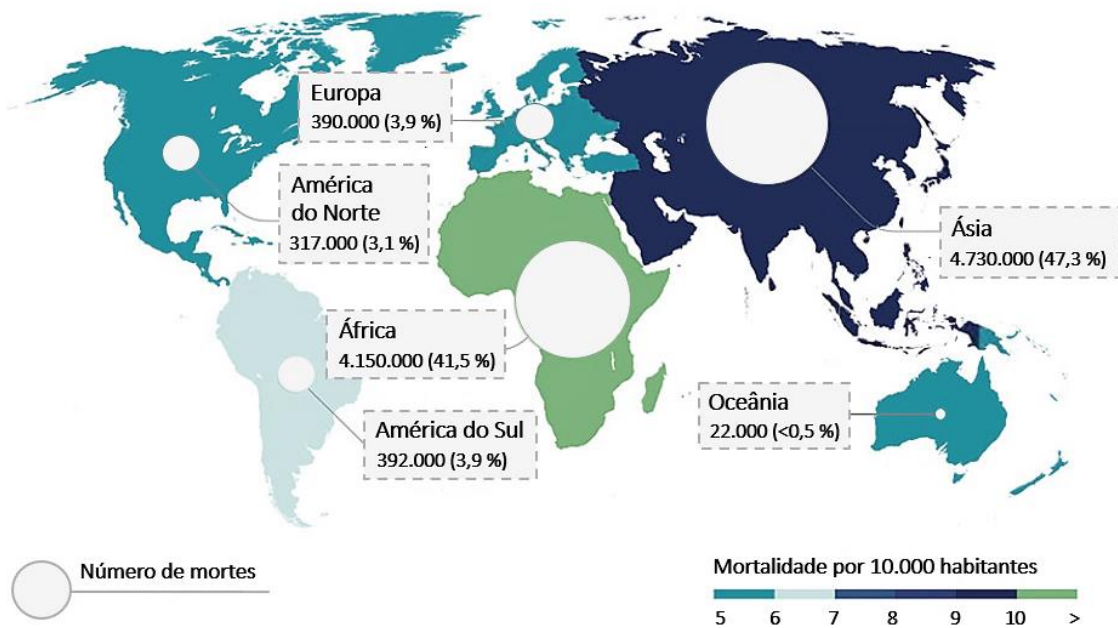 Europa
390.000 (3,9 %)
América
do Norte
317.000 (3,1 %)
Ásia
4.730.000 (47,3 %)
África
4.150.000 (41,5 %)
Oceânia
22.000 (<0,5 %)
América do Sul
392.000 (3,9 %)
Número de mortes
Mortalidade por 10.000 habitantes
5 6 7 8 9 10 >